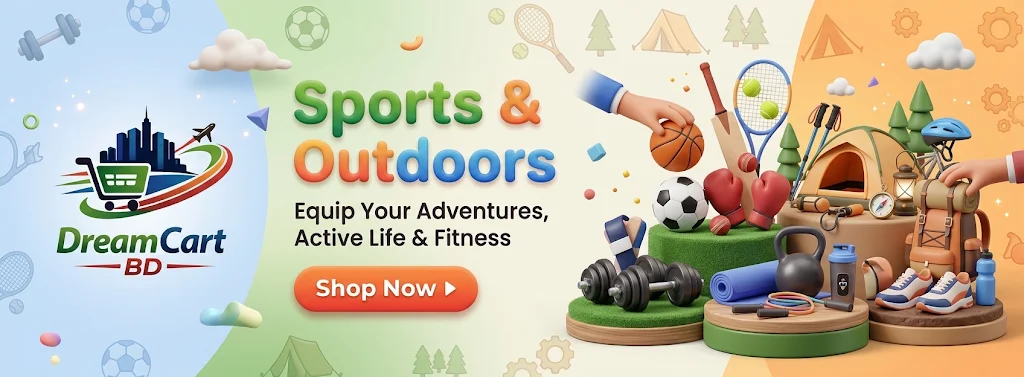 DreamCart
BD
Sports &
Outdoors
Equip Your Adventures,
Active Life & Fitness
Shop Now